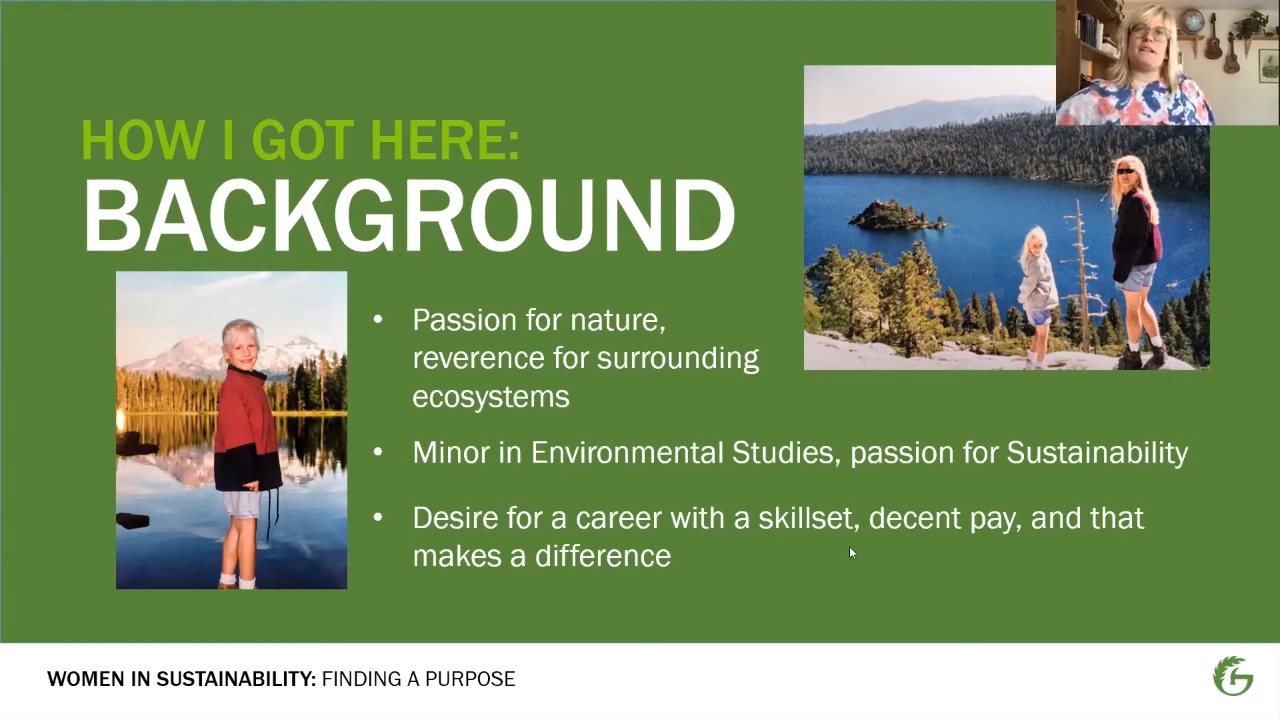 HOW I GOT HERE:
BACKGROUND
• Passion for nature,
reverence for surrounding
ecosystems
• Minor in Environmental Studies, passion for Sustainability
• Desire for a career with a skillset, decent pay, and that
makes a difference
WOMEN IN SUSTAINABILITY: FINDING A PURPOSE